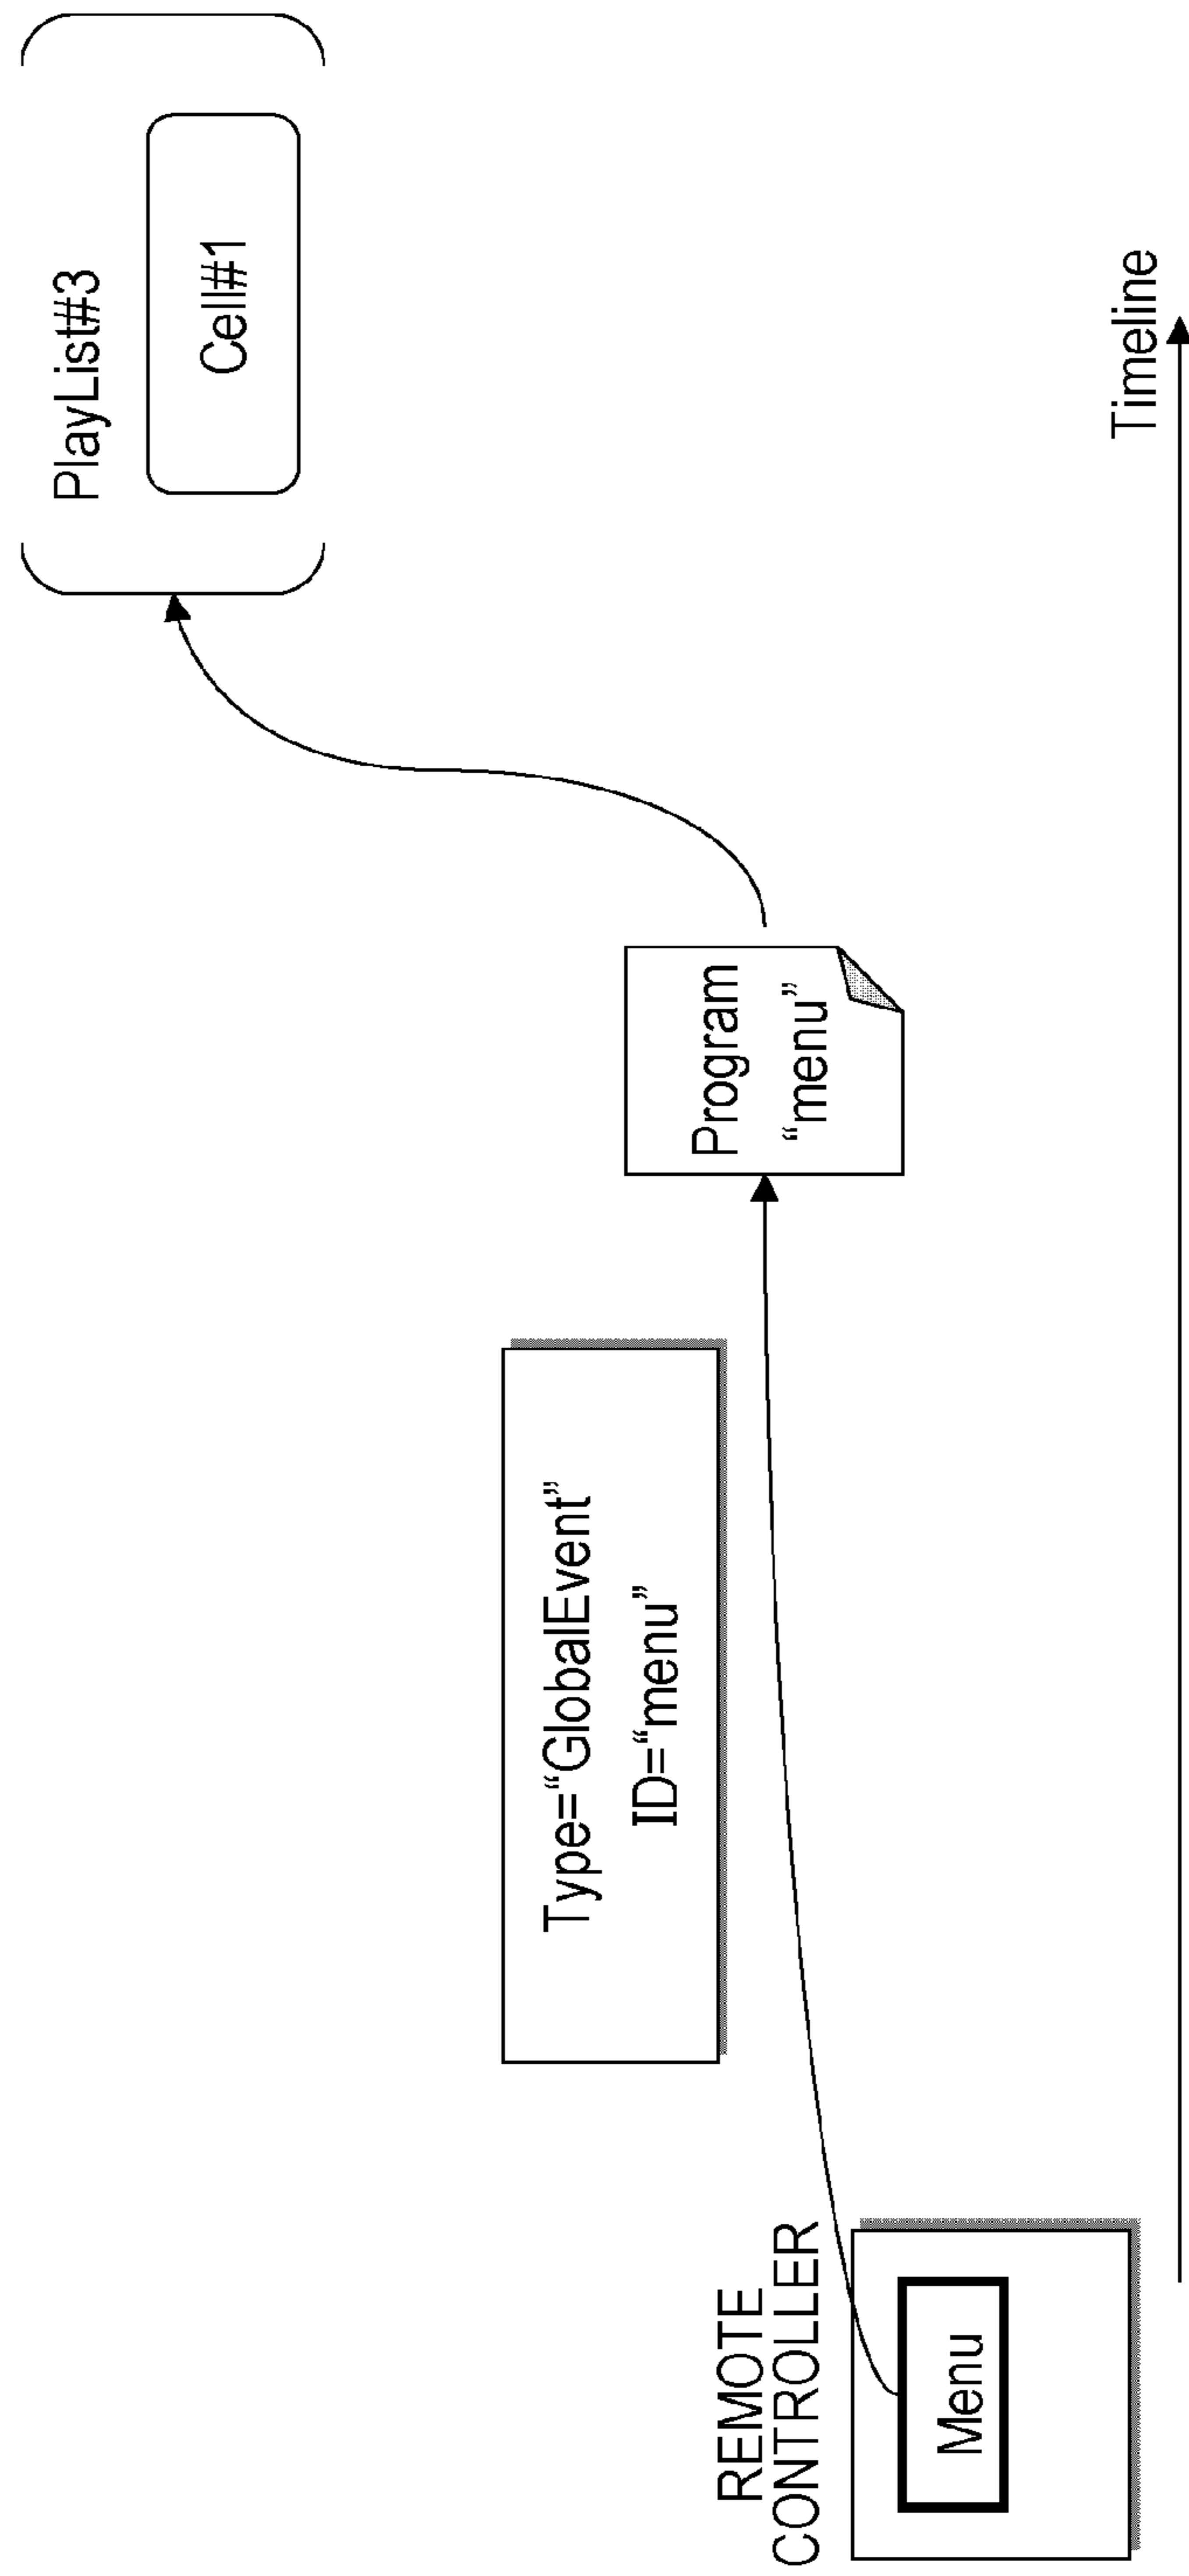 PlayList#3
Cell#1
Type=“GlobalEvent”
ID=“menu”
Program
“menu”
REMOTE
CONTROLLER
Menu
Timeline